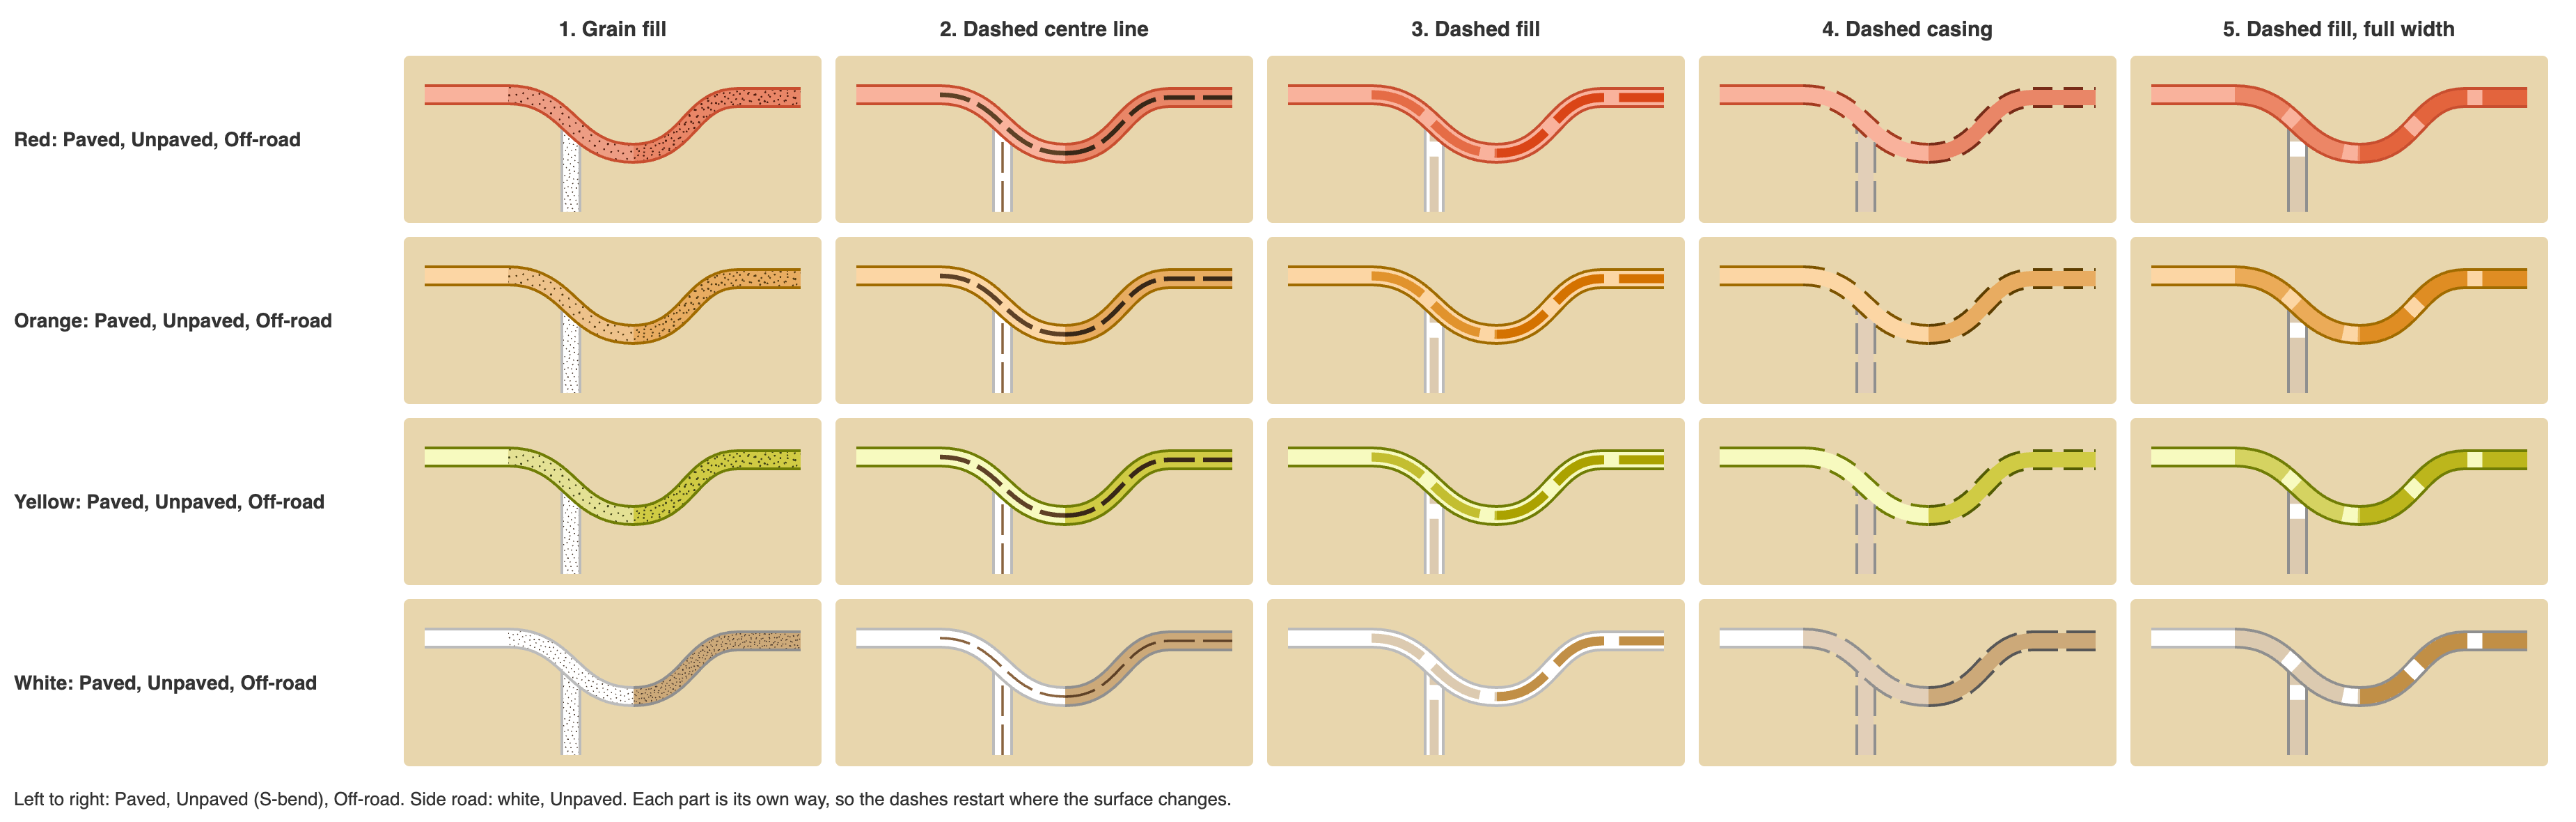 1. Grain fill
2. Dashed centre line
3. Dashed fill
4. Dashed casing
5. Dashed fill, full width
Red: Paved, Unpaved, Off-road
Orange: Paved, Unpaved, Off-road
Yellow: Paved, Unpaved, Off-road
White: Paved, Unpaved, Off-road
Left to right: Paved, Unpaved (S-bend), Off-road. Side road: white, Unpaved. Each part is its own way, so the dashes restart where the surface changes.